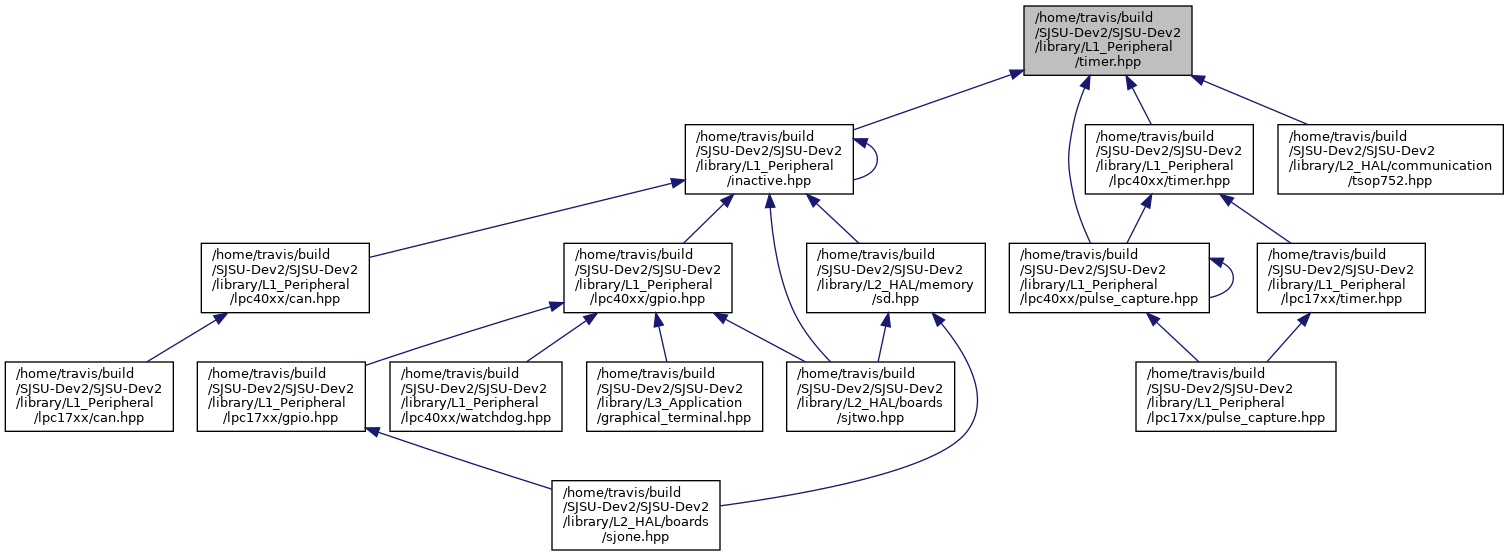 /home/travis/build
/SJSU-Dev2/SJSU-Dev2
/library/L1_Peripheral
/timer.hpp
/home/travis/build
/SJSU-Dev2/SJSU-Dev2
/library/L1_Peripheral
/inactive.hpp
/home/travis/build
/SJSU-Dev2/SJSU-Dev2
/library/L1_Peripheral
/lpc40xx/timer.hpp
/home/travis/build
/SJSU-Dev2/SJSU-Dev2
/library/L2_HAL/communication
/tsop752.hpp
/home/travis/build
/SJSU-Dev2/SJSU-Dev2
/library/L1_Peripheral
/lpc40xx/can.hpp
/home/travis/build
/SJSU-Dev2/SJSU-Dev2
/library/L1_Peripheral
/lpc40xx/gpio.hpp
/home/travis/build
/SJSU-Dev2/SJSU-Dev2
/library/L2_HAL/memory
/sd.hpp
/home/travis/build
/SJSU-Dev2/SJSU-Dev2
/library/L1_Peripheral
/lpc40xx/pulse_capture.hpp
/home/travis/build
/SJSU-Dev2/SJSU-Dev2
/library/L1_Peripheral
/lpc17xx/timer.hpp
/home/travis/build
/SJSU-Dev2/SJSU-Dev2
/library/L1_Peripheral
/lpc17xx/can.hpp
/home/travis/build
/SJSU-Dev2/SJSU-Dev2
/library/L1_Peripheral
/lpc17xx/gpio.hpp
/home/travis/build
/SJSU-Dev2/SJSU-Dev2
/library/L1_Peripheral
/lpc40xx/watchdog.hpp
/home/travis/build
/SJSU-Dev2/SJSU-Dev2
/library/L3_Application
/graphical_terminal.hpp
/home/travis/build
/SJSU-Dev2/SJSU-Dev2
/library/L2_HAL/boards
/sjtwo.hpp
/home/travis/build
/SJSU-Dev2/SJSU-Dev2
/library/L1_Peripheral
/lpc17xx/pulse_capture.hpp
/home/travis/build
/SJSU-Dev2/SJSU-Dev2
/library/L2_HAL/boards
/sjone.hpp